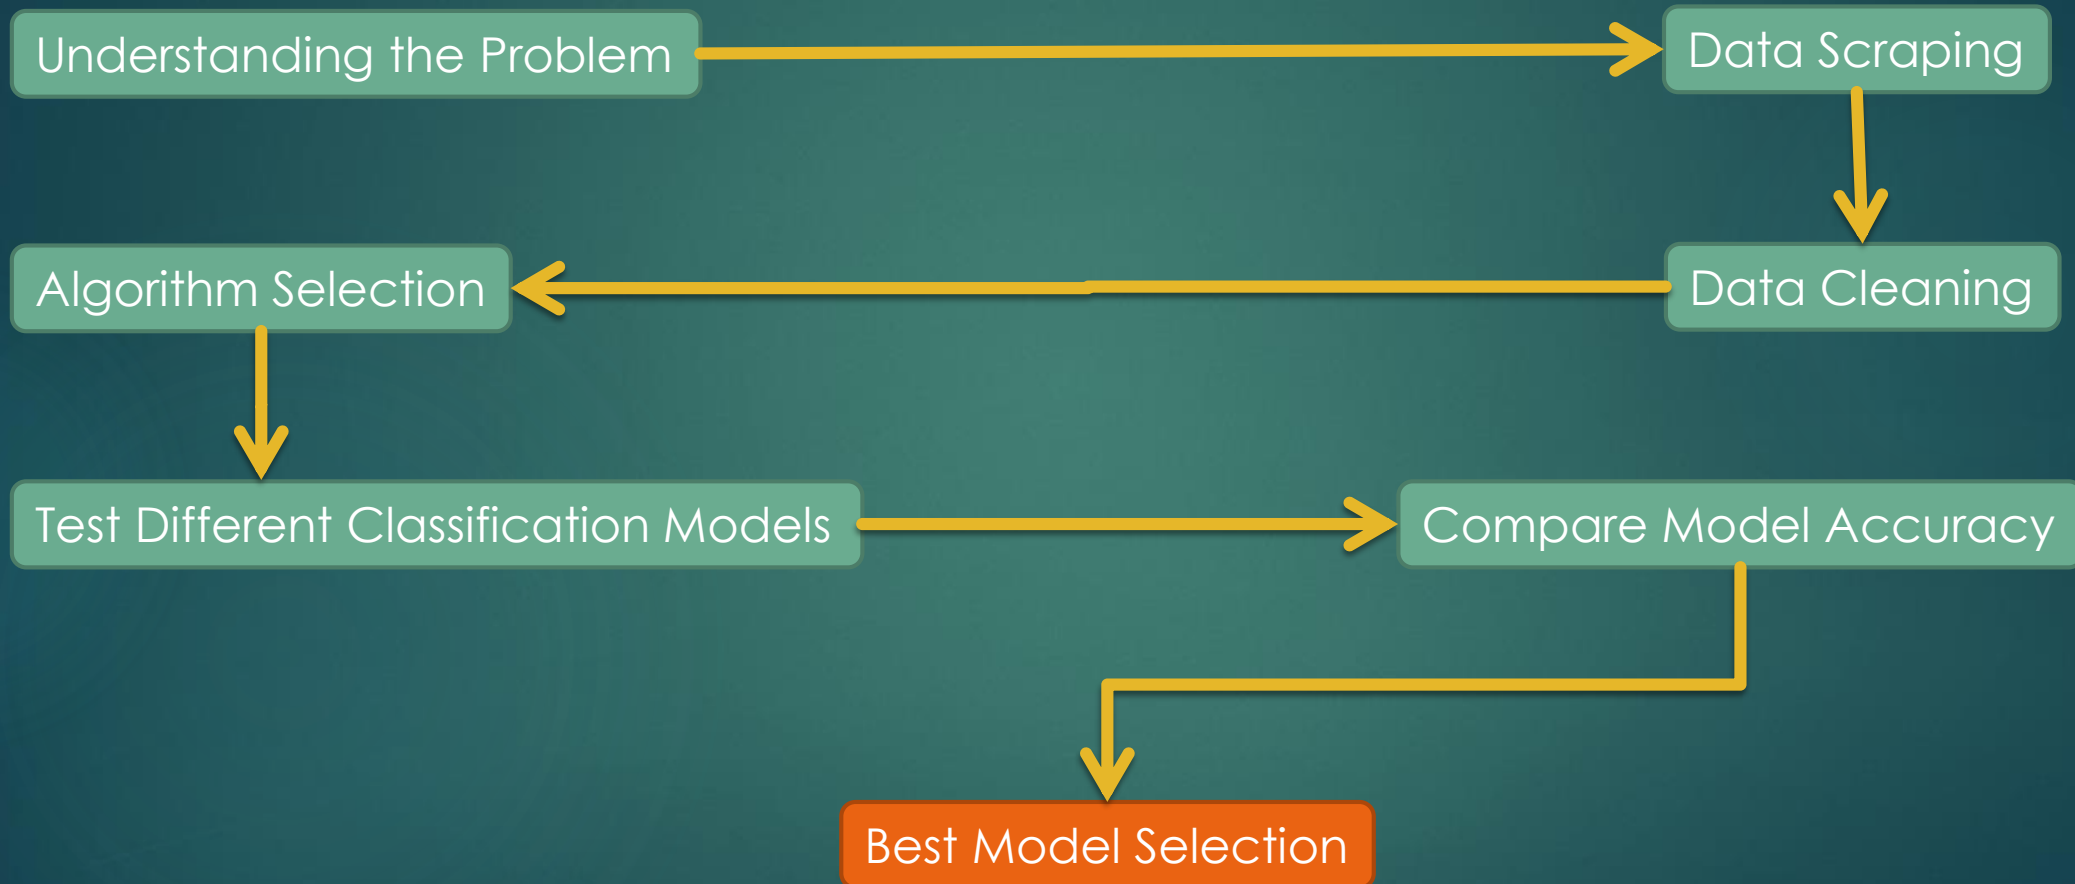 Understanding the Problem
Data Scraping
Data Cleaning
Algorithm Selection
Test Different Classification Models
Compare Model Accuracy
Best Model Selection